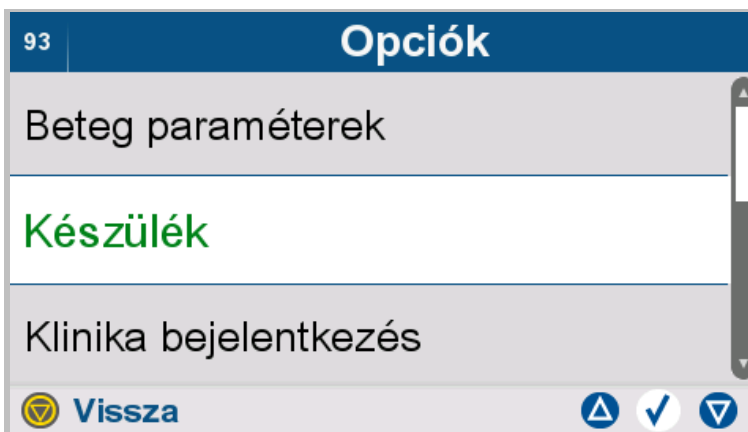 93
Opciók
Beteg paraméterek
Készülék
Klinika bejelentkezés
Vissza